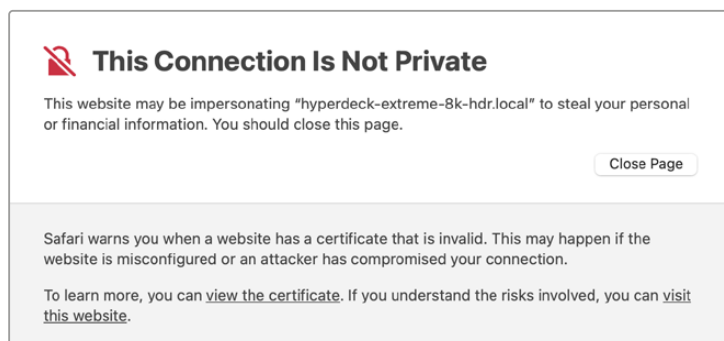 This Connection Is Not Private
This website may be impersonating “hyperdeck-extreme-8k-hdr.local” to steal your personal
or financial information. You should close this page.
Close Page
Safari warns you when a website has a certificate that is invalid. This may happen if the
website is misconfigured or an attacker has compromised your connection.
To learn more, you can view the certificate. If you understand the risks involved, you can visit
this website.